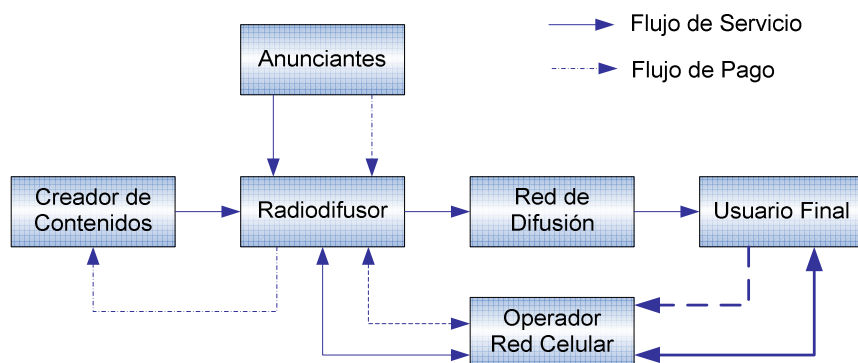 Flujo de Servicio
Anunciantes
Flujo de Pago
Creador de
Contenidos
Radiodifusor
Red de
Difusión
Usuario Final
Operador
Red Celular